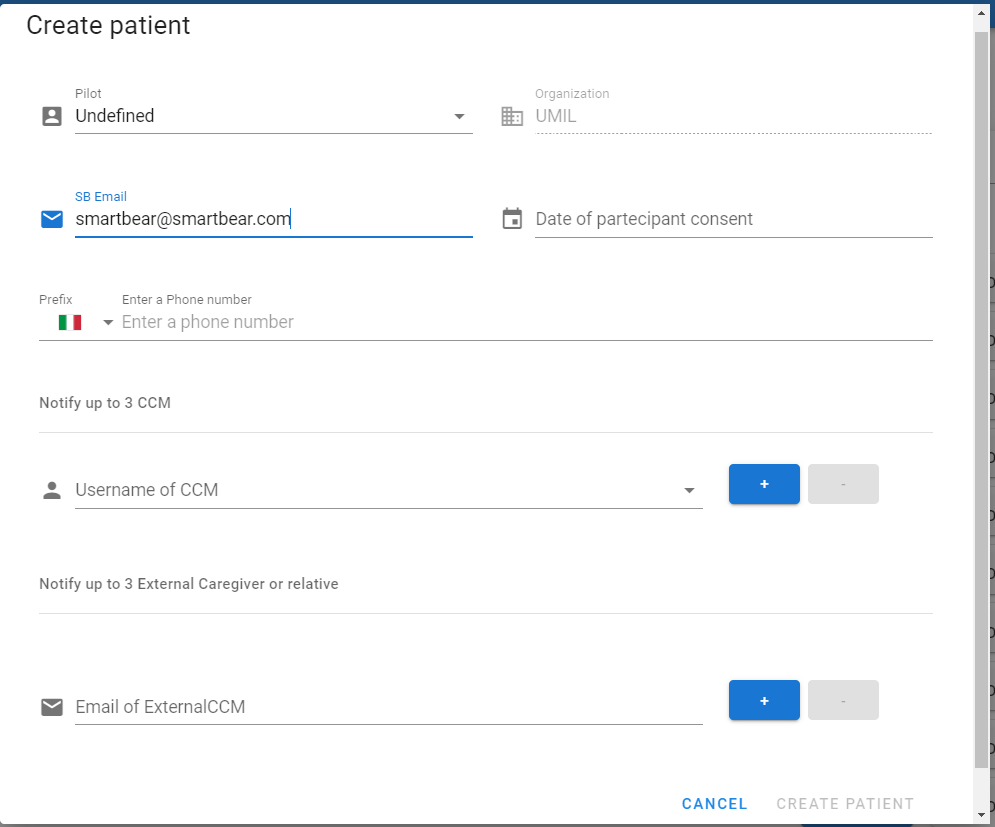 Create patient
Pilot
Undefined
Organization
UMIL
SB Email
smartbear@smartbear.com
Date of partecipant consent
Prefix
Enter a Phone number
Enter a phone number
Notify up to 3 CCM
Username of CCM
+
-
Notify up to 3 External Caregiver or relative
Email of ExternalCCM
+
-
CANCEL
CREATE PATIENT